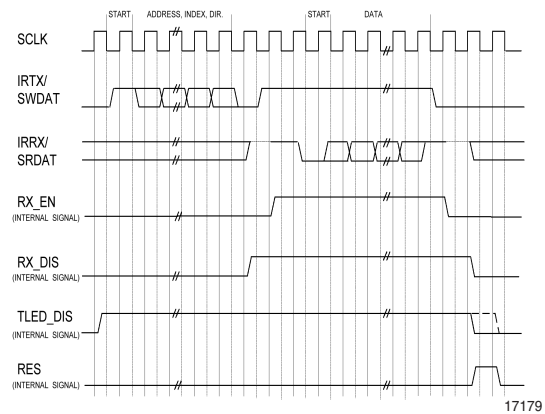 START ADDRESS, INDEX, DIR. START DATA
SCLK
IRTX/
SWDAT
IRRX/
SRDAT
RX_EN
(INTERNAL SIGNAL)
RX_DIS
(INTERNAL SIGNAL)
TLED_DIS
(INTERNAL SIGNAL)
RES
(INTERNAL SIGNAL)
17179